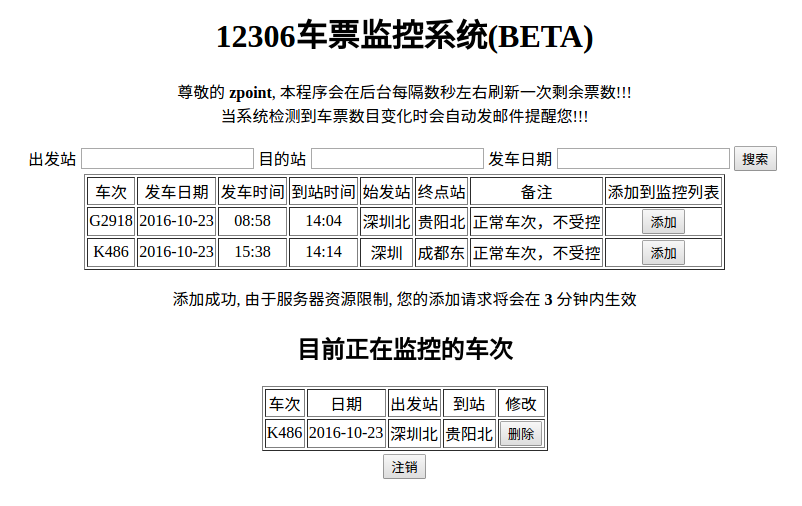 12306车票监控系统(BETA)
尊敬的 zpoint, 本程序会在后台每隔数秒左右刷新一次剩余票数!!!
当系统检测到车票数目变化时会自动发邮件提醒您!!!
出发站 目的站 发车日期 搜索
车次 发车日期 发车时间 到站时间 始发站 终点站 备注 添加到监控列表
G2918 2016-10-23 08:58 14:04 深圳北 贵阳北 正常车次，不受控 添加
K486 2016-10-23 15:38 14:14 深圳 成都东 正常车次，不受控 添加
添加成功, 由于服务器资源限制, 您的添加请求将会在 3 分钟内生效
目前正在监控的车次
车次 日期 出发站 到站 修改
K486 2016-10-23 深圳北 贵阳北 删除
注销